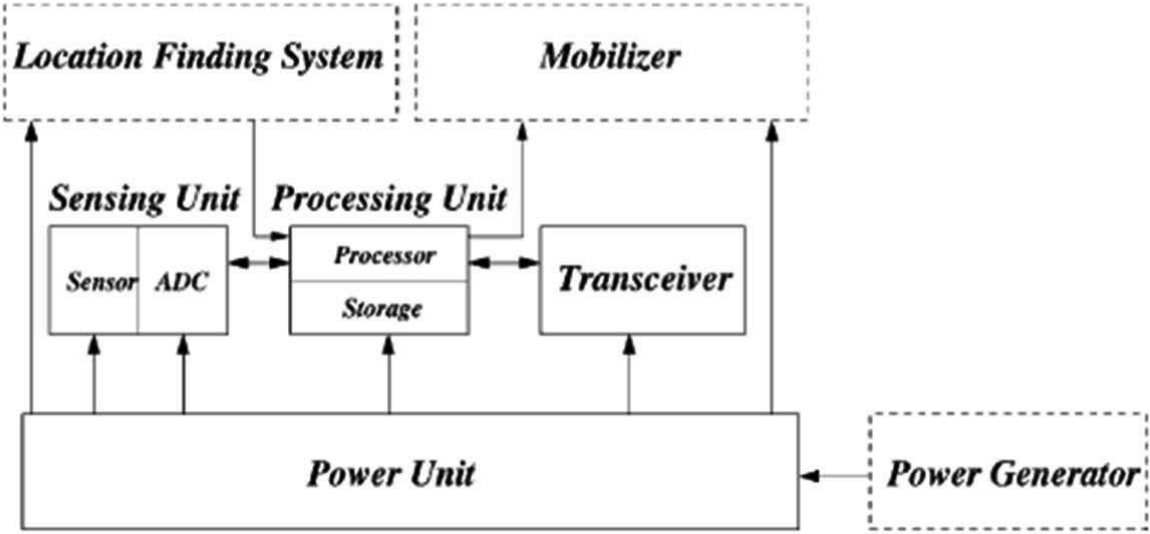 Location Finding System
Mobilizer
Sensing Unit
Processing Unit
Sensor
ADC
Processor
Storage
Transceiver
Power Unit
Power Generator